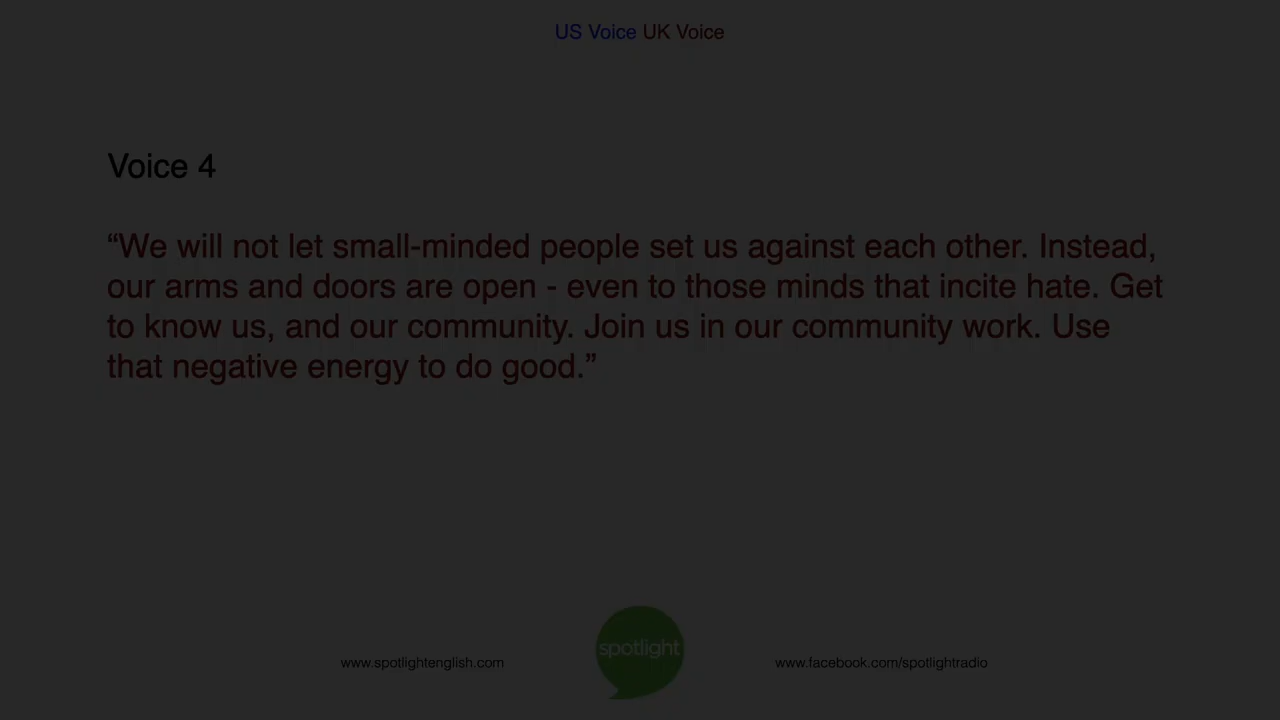 US Voice UK Voice
Voice 4
“We will not let small-minded people set us against each other. Instead,
our arms and doors are open - even to those minds that incite hate. Get
to know us, and our community. Join us in our community work. Use
that negative energy to do good.”
spotlight
www.spotlightenglish.com
www.facebook.com/spotlightradio